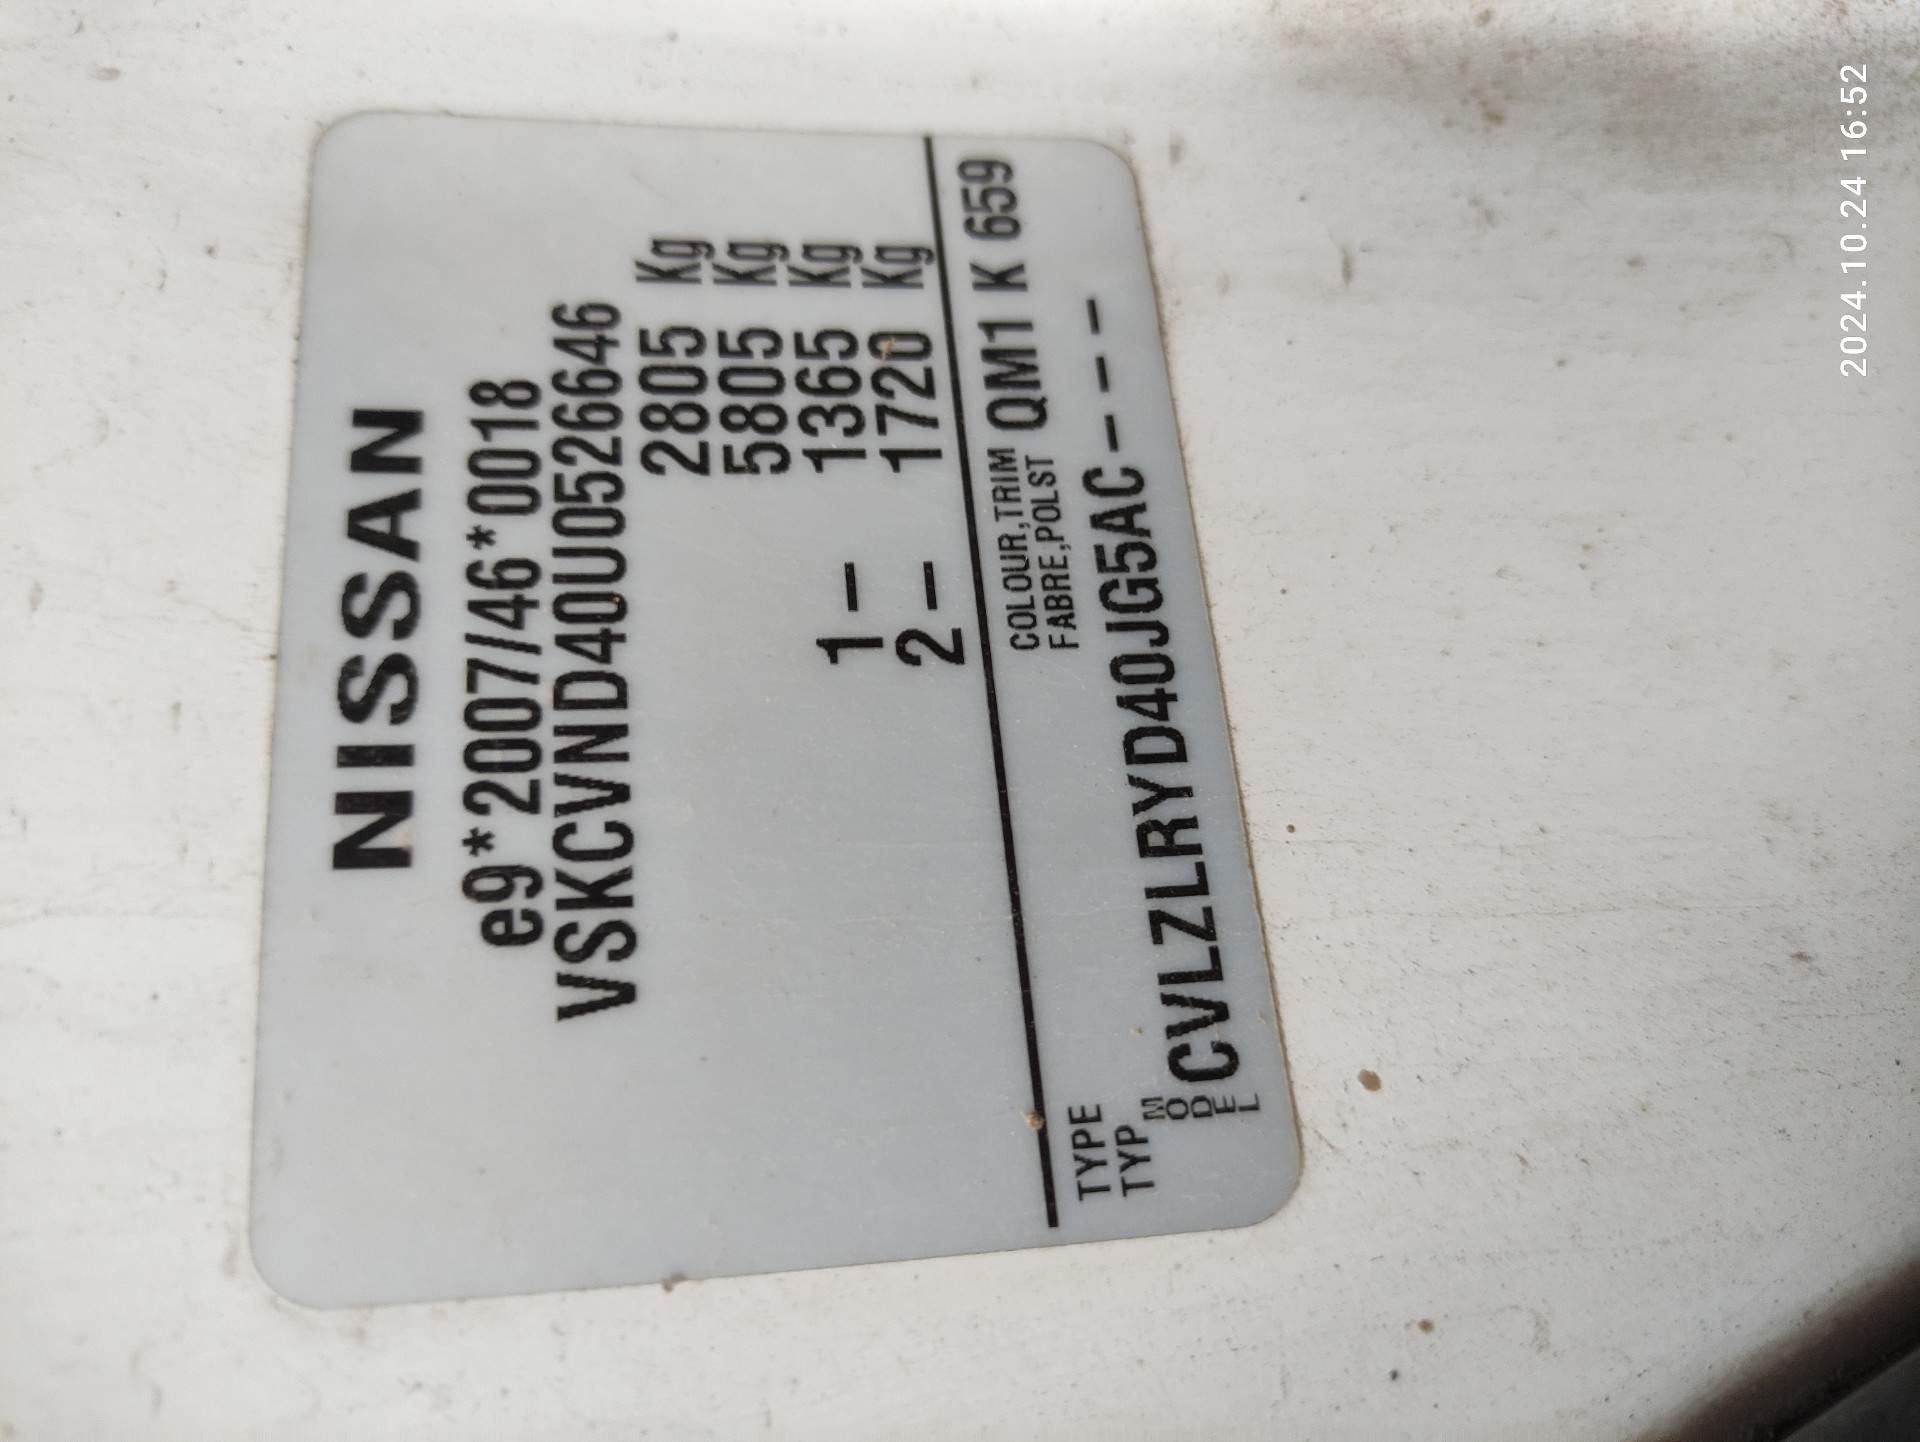 NISSAN
e9*2007/46*0018
VSKCVND40U0526646
2805 Kg
5805 Kg
1 - 1365 Kg
2 - 1720 Kg
TYPE
TYP
COLOUR,TRIM
FABRE,POLST
QM1 K 659
MODEL
CVLZLRYD40JG5AC----
2024.10.24 16:52